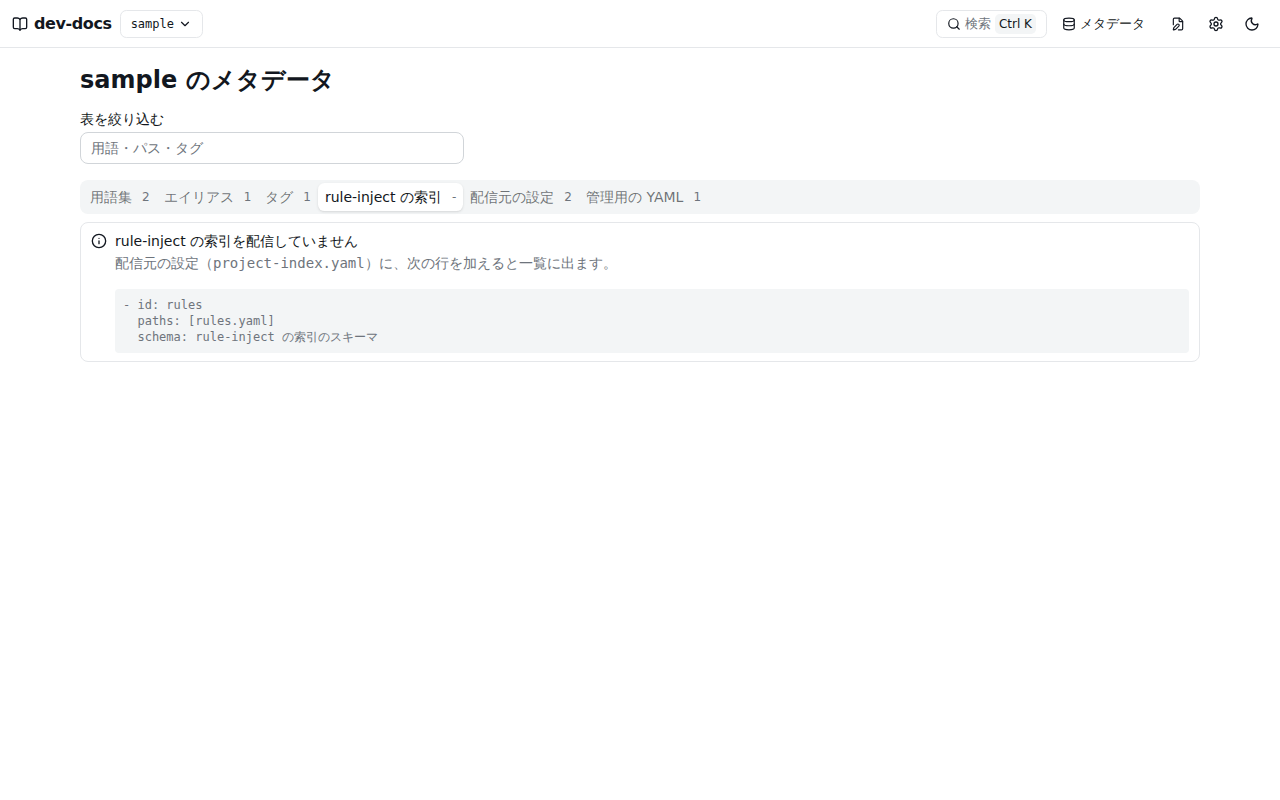 dev-docs
sample
検索 Ctrl K
メタデータ
sample のメタデータ
表を絞り込む
用語・パス・タグ
用語集 2 エイリアス 1 タグ 1 rule-inject の索引 - 配信元の設定 2 管理用の YAML 1
rule-inject の索引を配信していません
配信元の設定（project-index.yaml）に、次の行を加えると一覧に出ます。
- id: rules
paths: [rules.yaml]
schema: rule-inject の索引のスキーマ